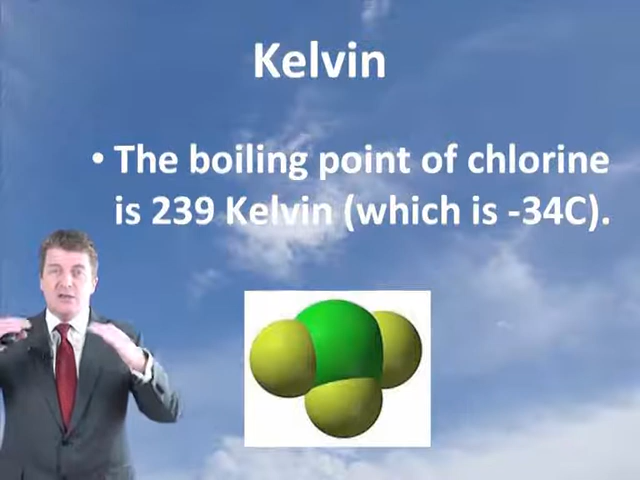 Kelvin
• The boiling point of chlorine
is 239 Kelvin (which is -34C).